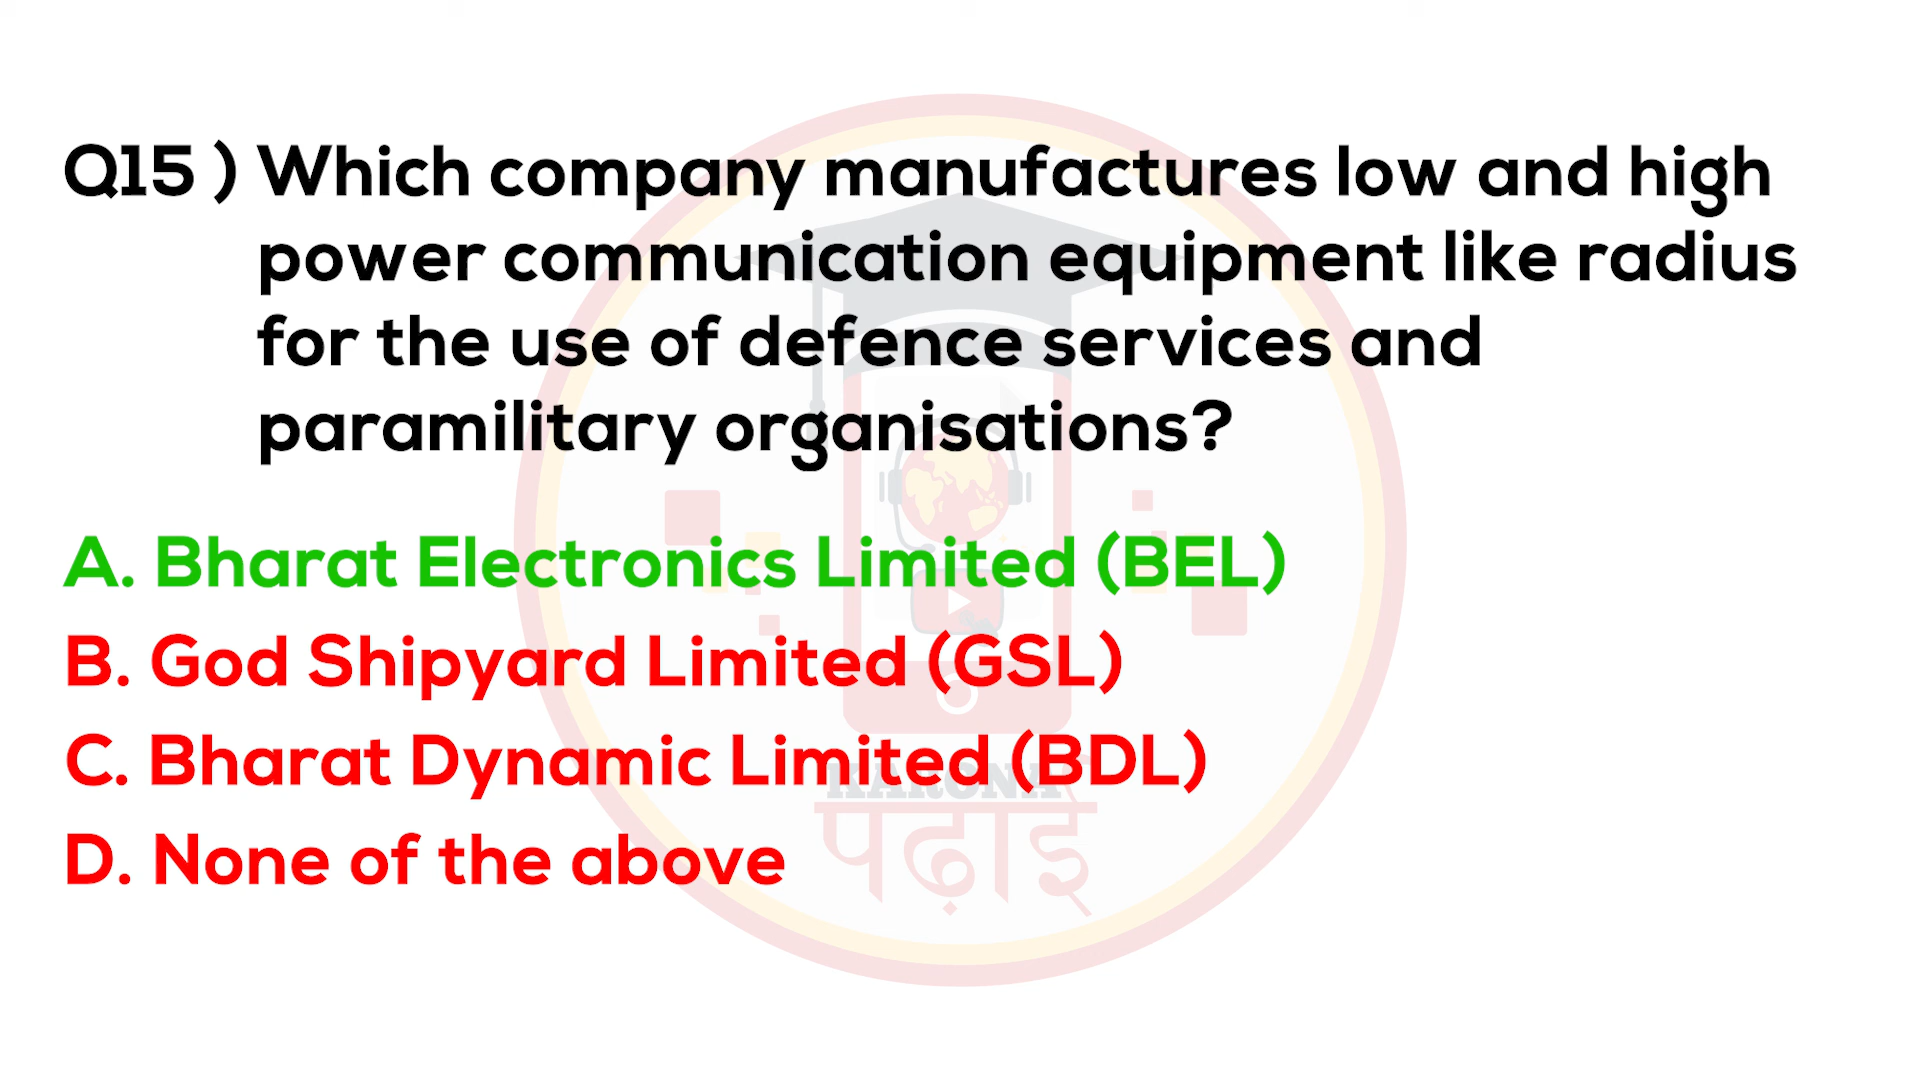 Q15 ) Which company manufactures low and high
power communication equipment like radius
for the use of defence services and
paramilitary organisations?
A. Bharat Electronics Limited (BEL)
B. God Shipyard Limited (GSL)
C. Bharat Dynamic Limited (BDL)
D. None of the above
KARONA
पढ़ाई